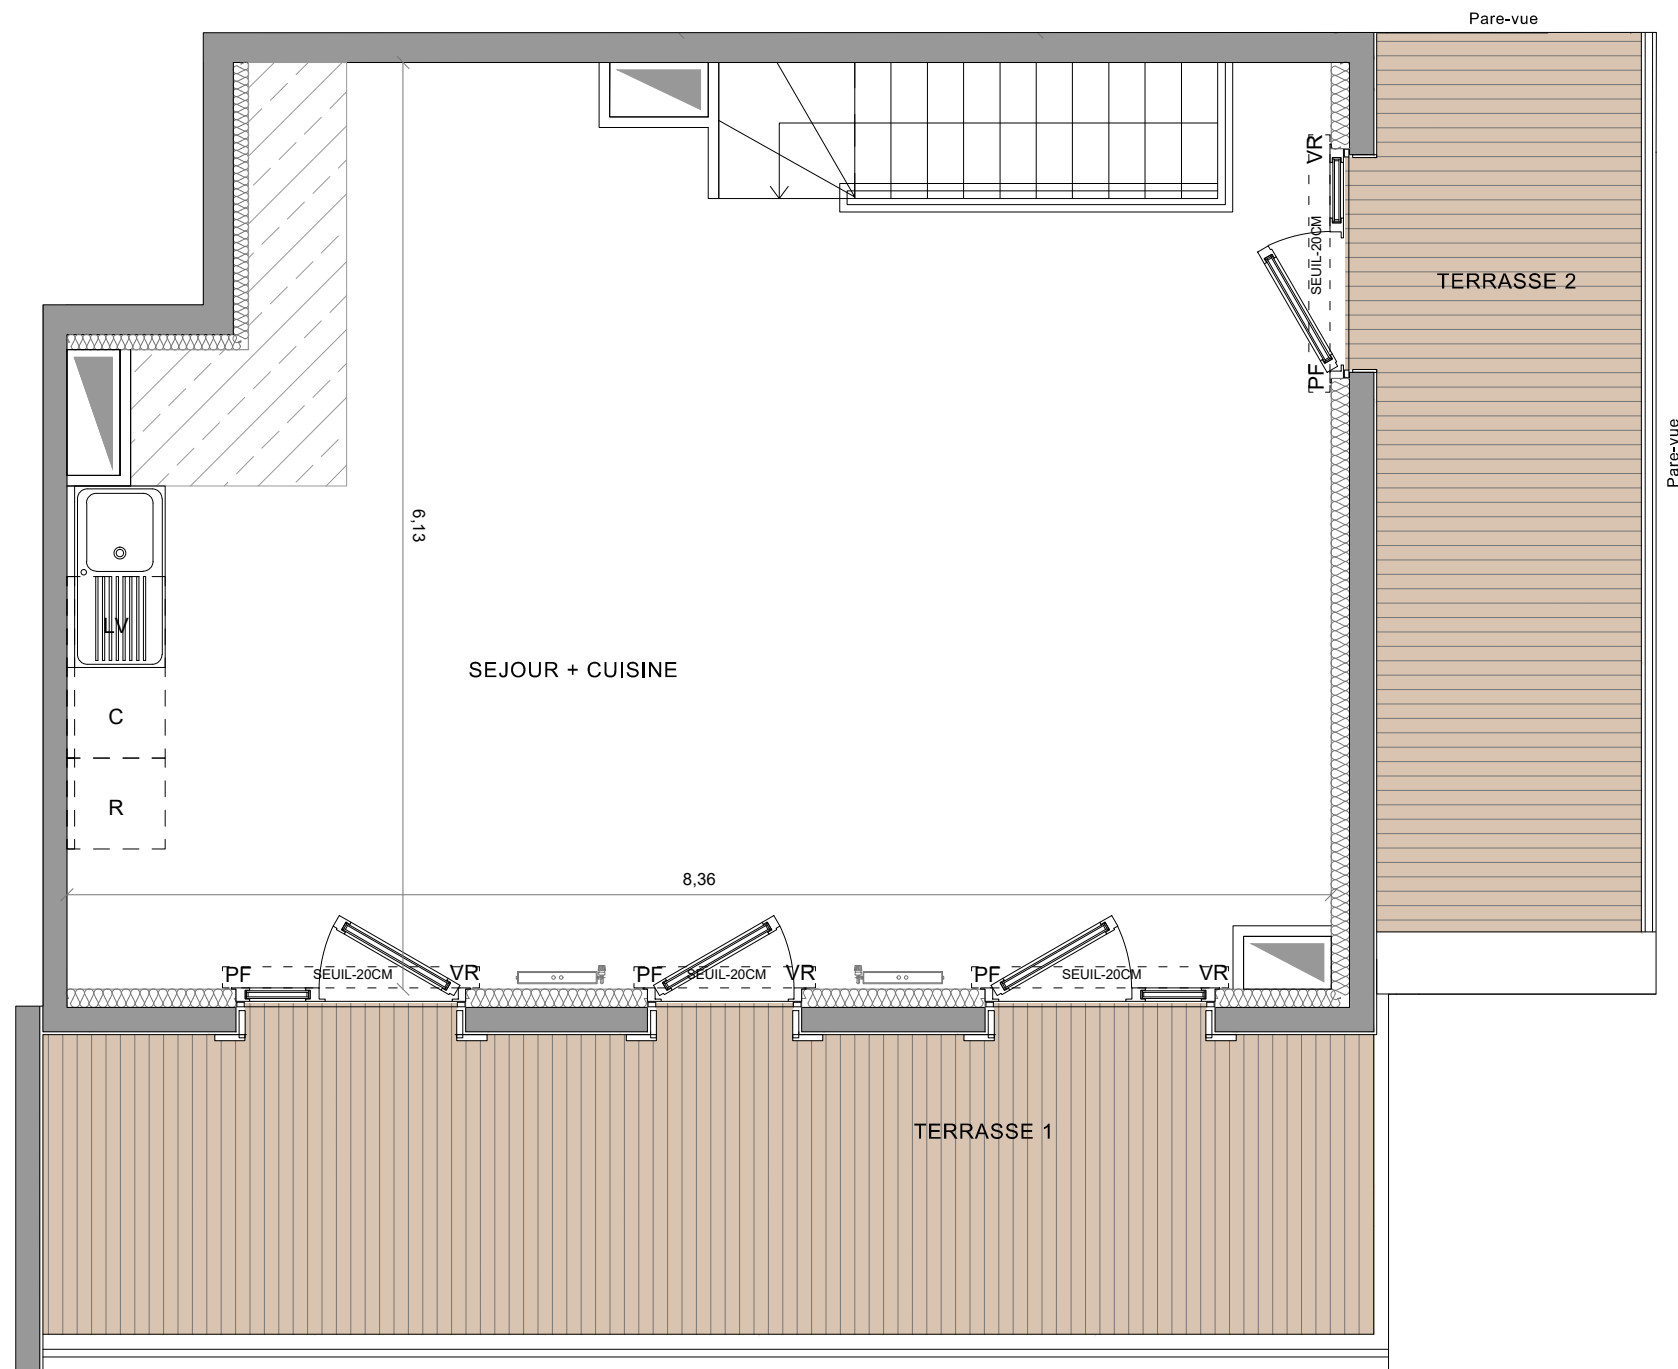 Pare-vue
VR
SEUIL-20CM
PF
TERRASSE 2
Pare-vue
6,13
LV
SEJOUR + CUISINE
C
R
8,36
PF SEUIL-20CM VR
PF SEUIL-20CM VR
PF SEUIL-20CM VR
TERRASSE 1